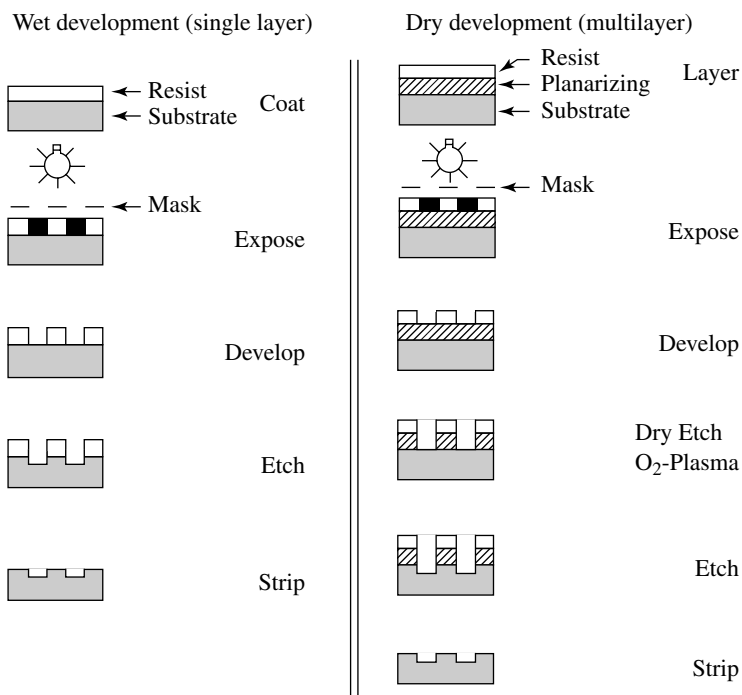 Wet development (single layer)
Resist
Substrate
Coat
Mask
Expose
Develop
Etch
Strip
Dry development (multilayer)
Resist
Planarizing
Substrate
Layer
Mask
Expose
Develop
Dry Etch
O₂-Plasma
Etch
Strip